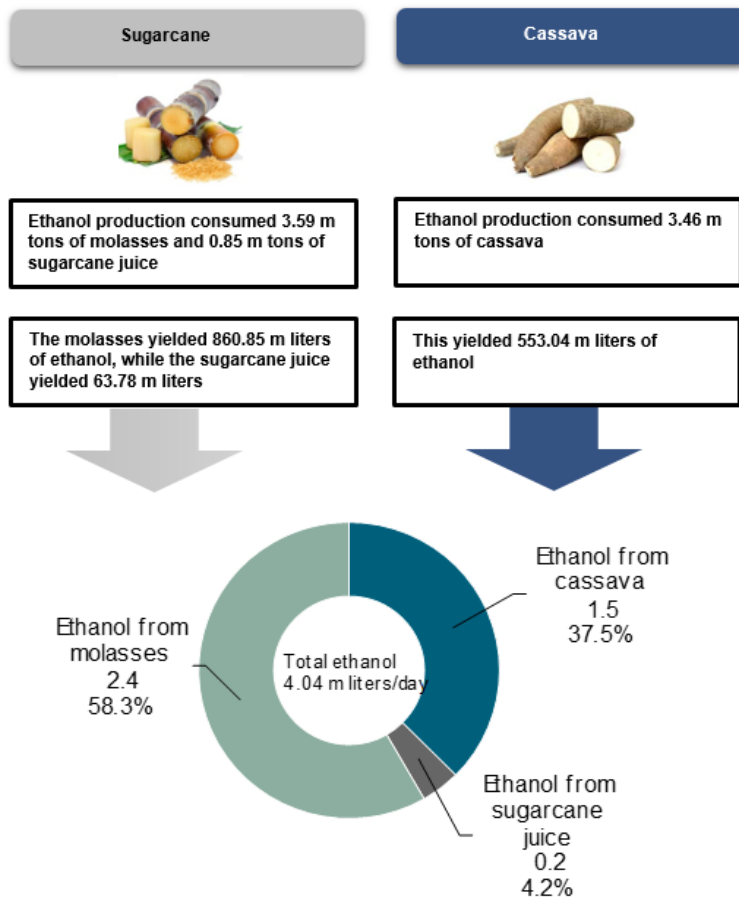 Sugarcane
Cassava
Ethanol production consumed 3.59 m
tons of molasses and 0.85 m tons of
sugarcane juice
Ethanol production consumed 3.46 m
tons of cassava
The molasses yielded 860.85 m liters
of ethanol, while the sugarcane juice
yielded 63.78 m liters
This yielded 553.04 m liters of
ethanol
Ethanol from
cassava
1.5
37.5%
Ethanol from
molasses
2.4
58.3%
Total ethanol
4.04 m liters/day
Ethanol from
sugarcane
juice
0.2
4.2%